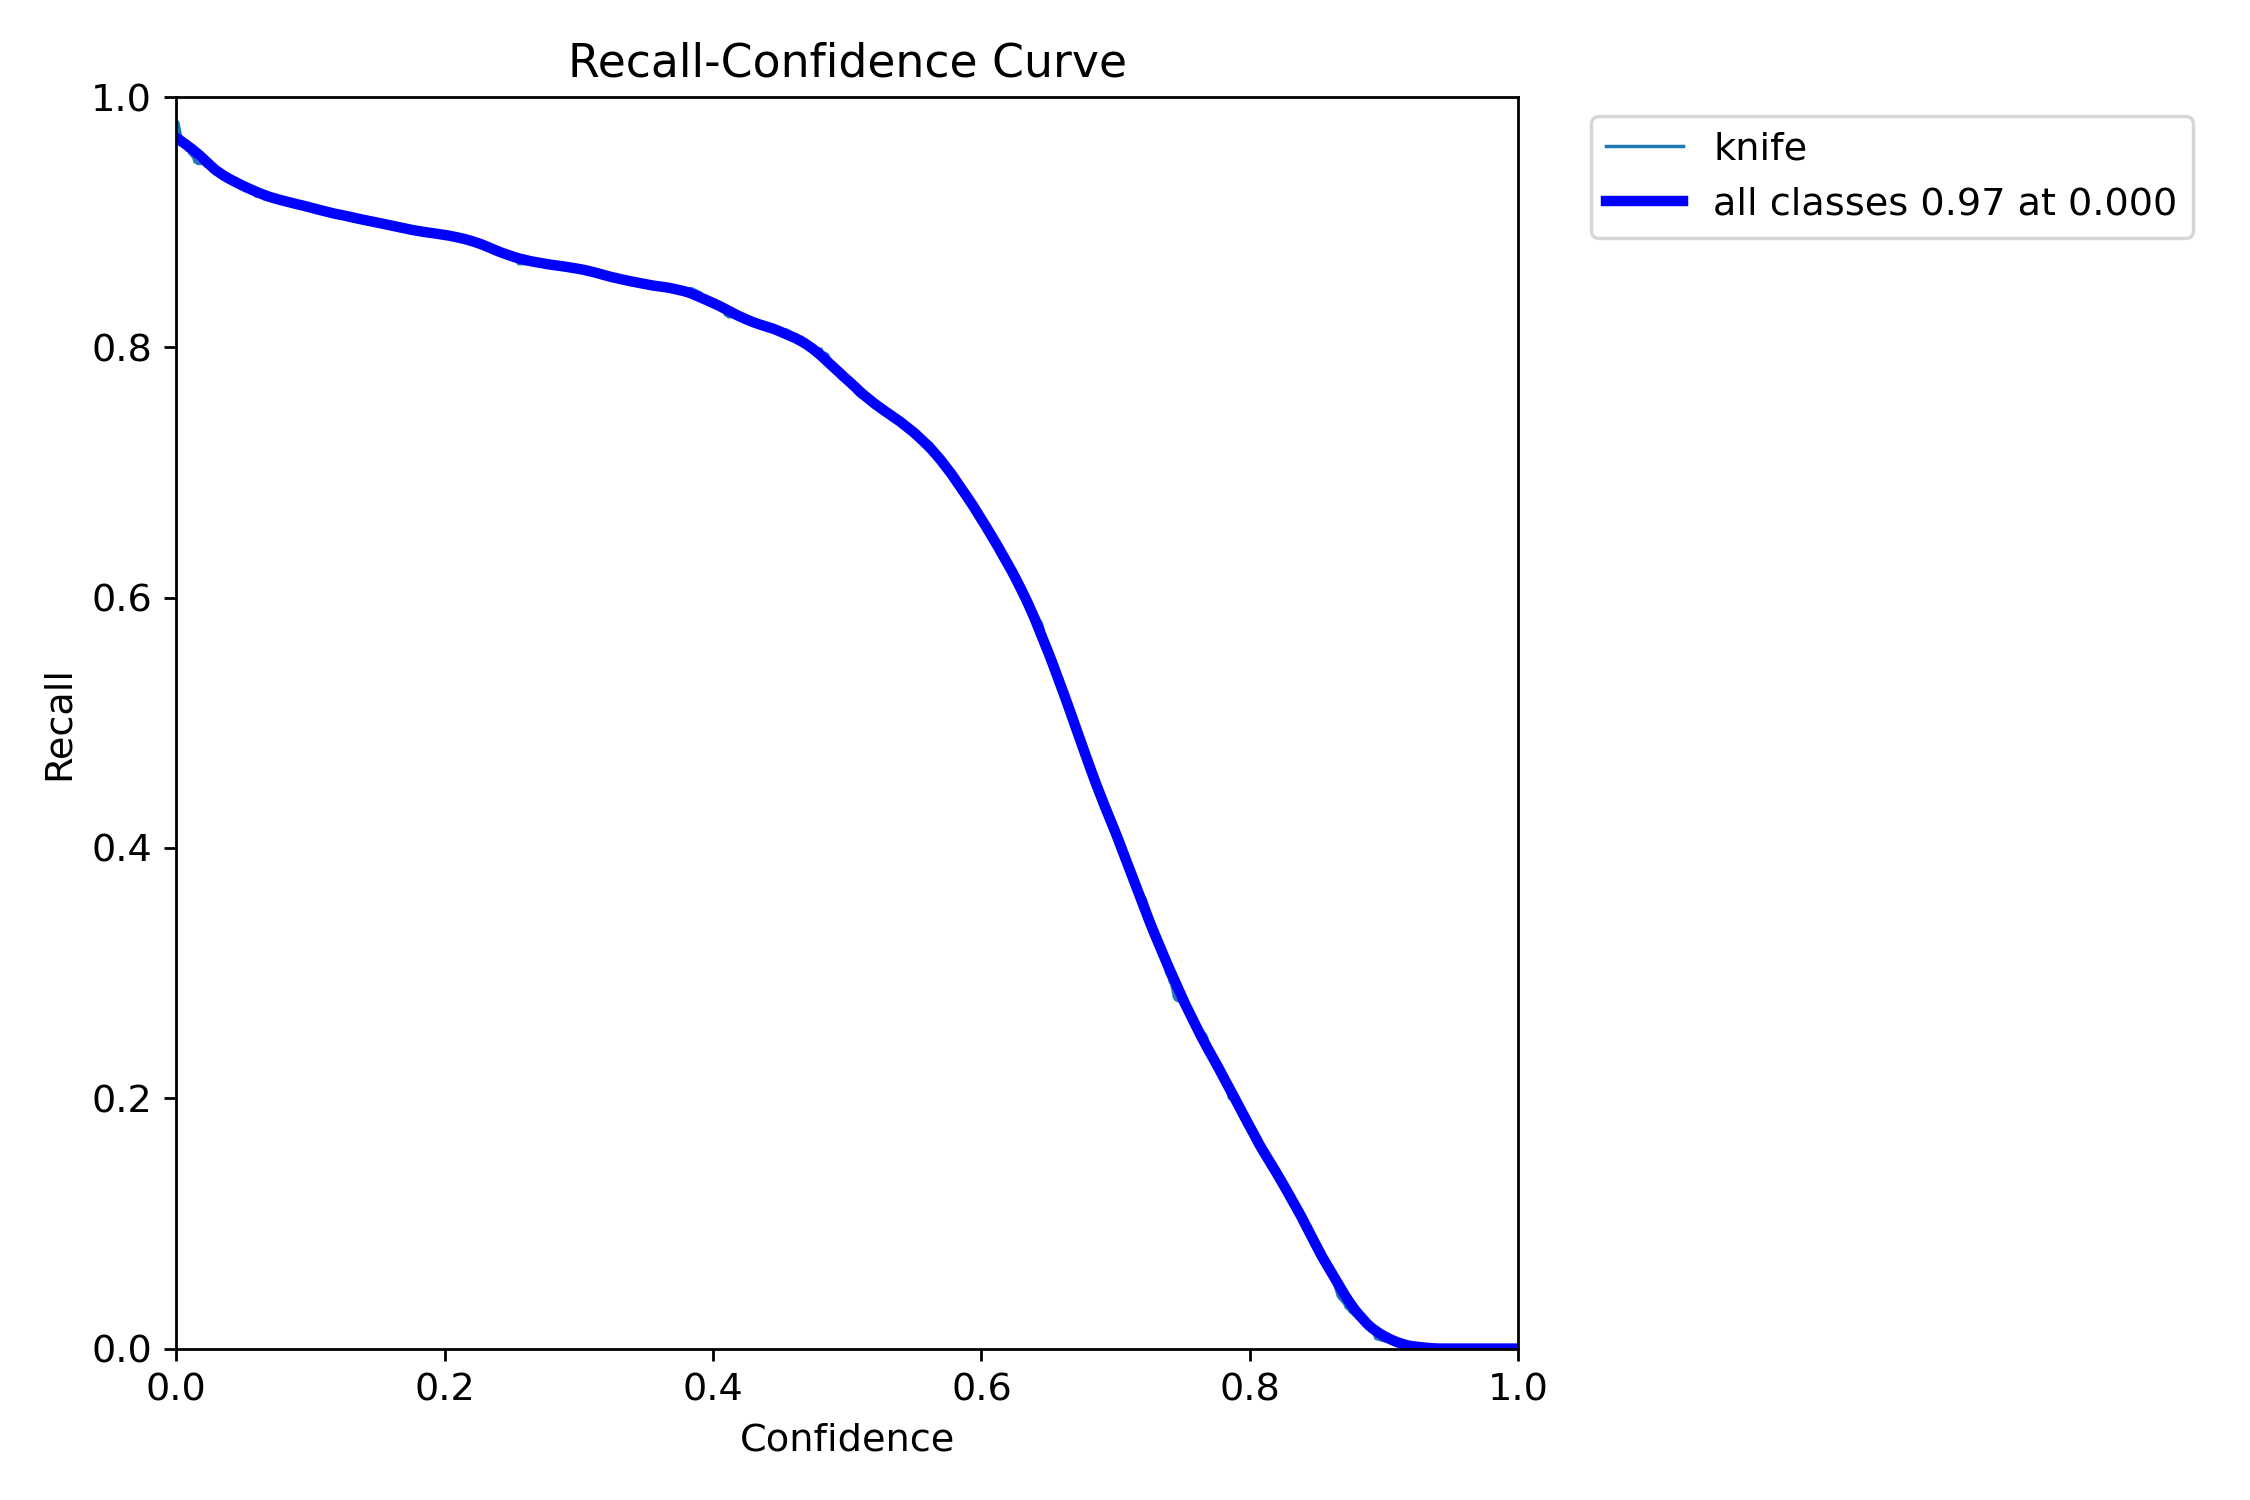 Recall-Confidence Curve
knife
all classes 0.97 at 0.000
1.0
0.8
0.6
0.4
0.2
0.0
Recall
0.0 0.2 0.4 0.6 0.8 1.0
Confidence